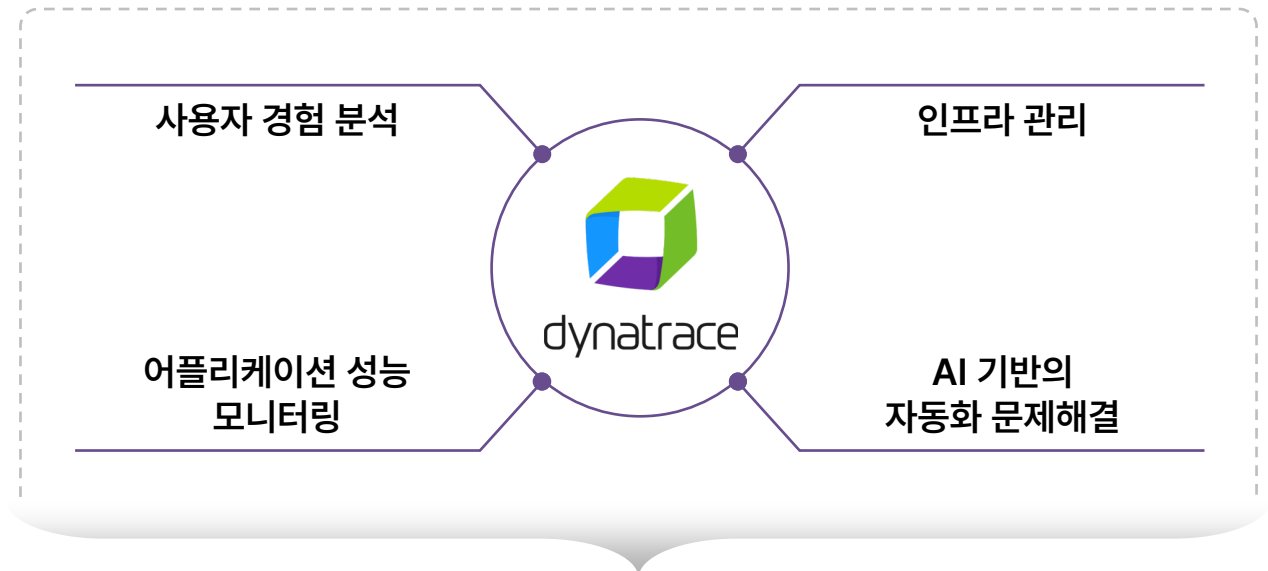 사용자 경험 분석
인프라 관리
dynatrace
어플리케이션 성능
모니터링
AI 기반의
자동화 문제해결